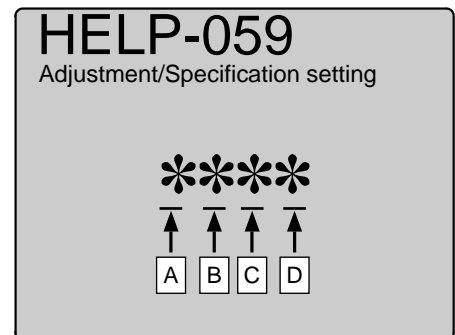 HELP-059
Adjustment/Specification setting
****
A B C D